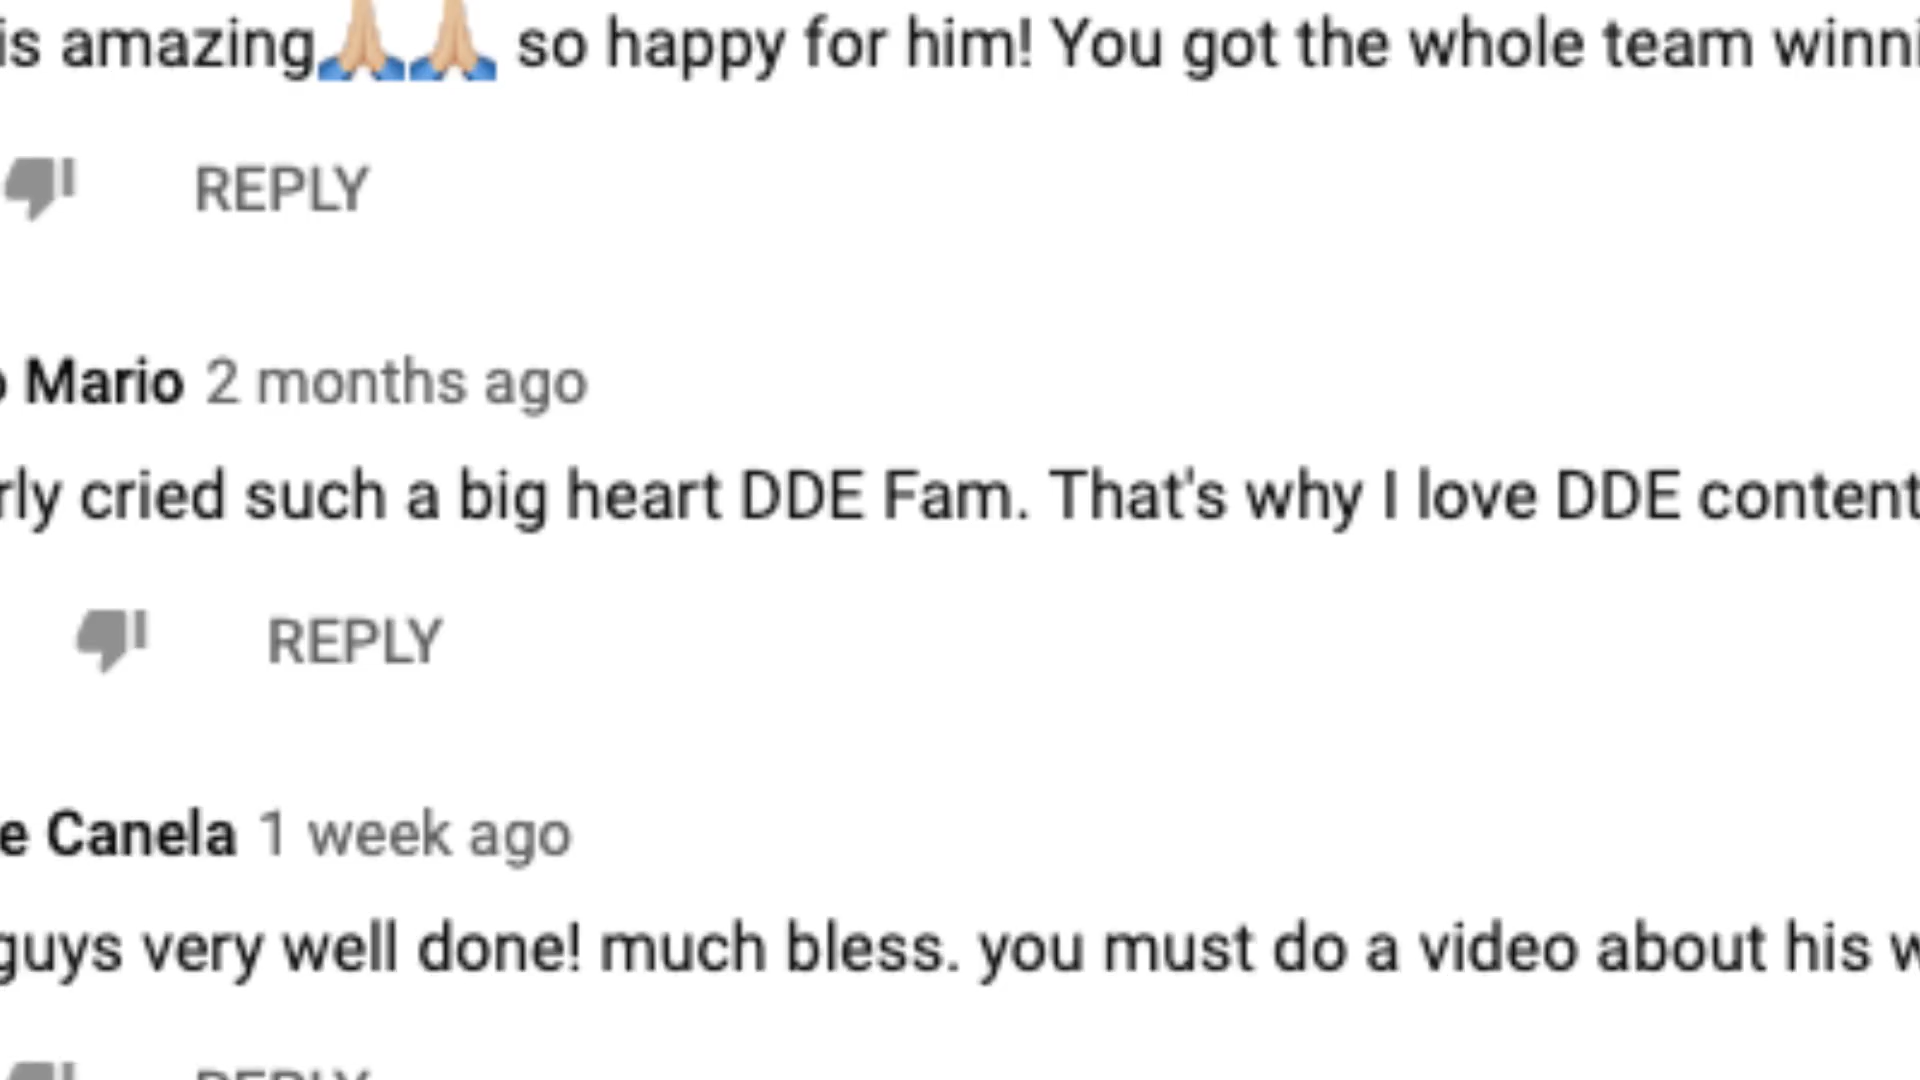 is amazing🙏🏼🙏🏼 so happy for him! You got the whole team winni
REPLY
o Mario 2 months ago
rly cried such a big heart DDE Fam. That's why I love DDE content
REPLY
e Canela 1 week ago
guys very well done! much bless. you must do a video about his w
REPLY